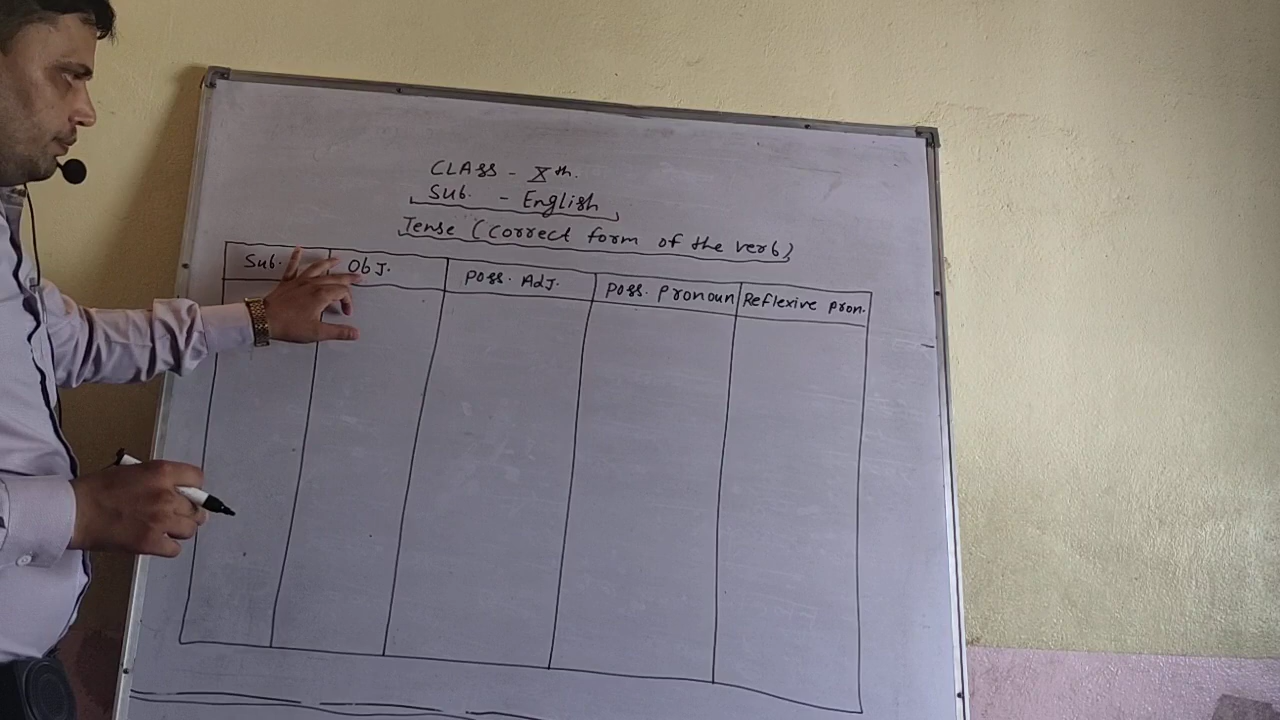 CLASS - Xth.
Sub. - English
Tense (correct form of the verb)
Sub. Obj. Poss. Adj. Poss. Pronoun Reflexive pron.